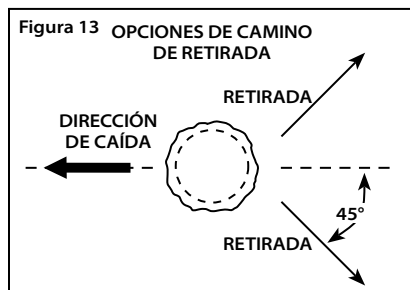 Figura 13
OPCIONES DE CAMINO
DE RETIRADA
RETIRADA
DIRECCIÓN
DE CAÍDA
45°
RETIRADA